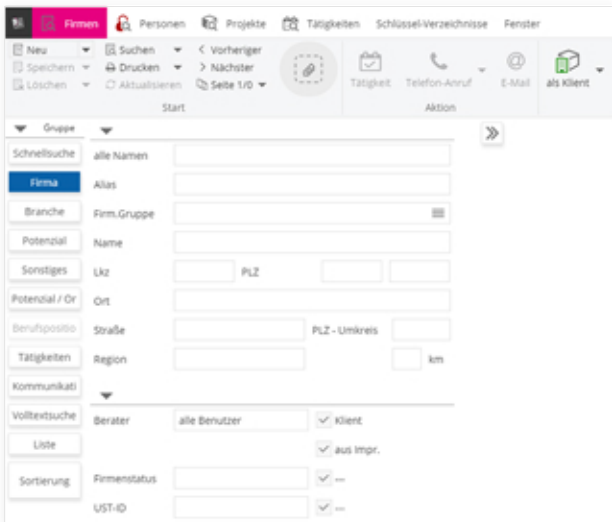 Firmen Personen Projekte Tätigkeiten Schlüssel-Verzeichnisse Fenster
Neu Suchen Vorheriger
Speichern Drucken Nächster
Löschen Aktualisieren Seite 1/0
Tätigkeit Telefon-Anruf E-Mail als Klient
Start Aktion
Gruppe
Schnellsuche alle Namen
Firma Alias
Branche Firm.Gruppe
Potenzial Name
Sonstiges Lkz PLZ
Potenzial / Or Ort
Berufspositio Straße PLZ - Umkreis
Tätigkeiten Region km
Kommunikati
Volltextsuche Berater alle Benutzer Klient
Liste aus Impr.
Sortierung Firmenstatus ---
UST-ID ---